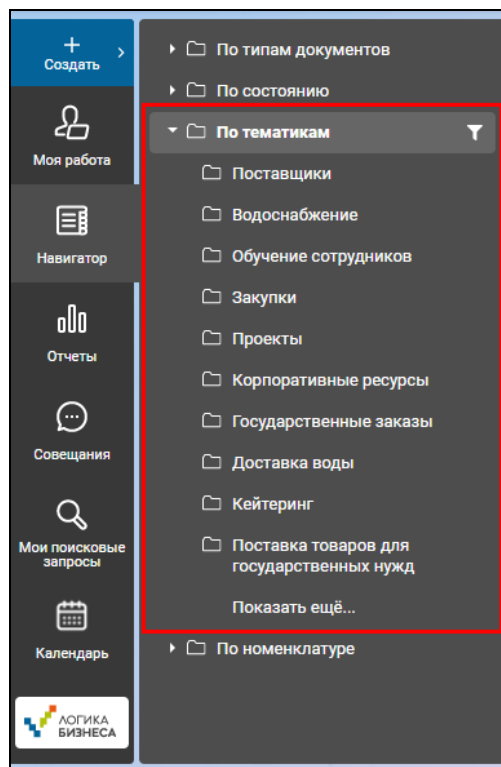 Создать
Моя работа
Навигатор
Отчеты
Совещания
Мои поисковые
запросы
Календарь
ЛОГИКА
БИЗНЕСА
По типам документов
По состоянию
По тематикам
Поставщики
Водоснабжение
Обучение сотрудников
Закупки
Проекты
Корпоративные ресурсы
Государственные заказы
Доставка воды
Кейтеринг
Поставка товаров для
государственных нужд
Показать ещё...
По номенклатуре